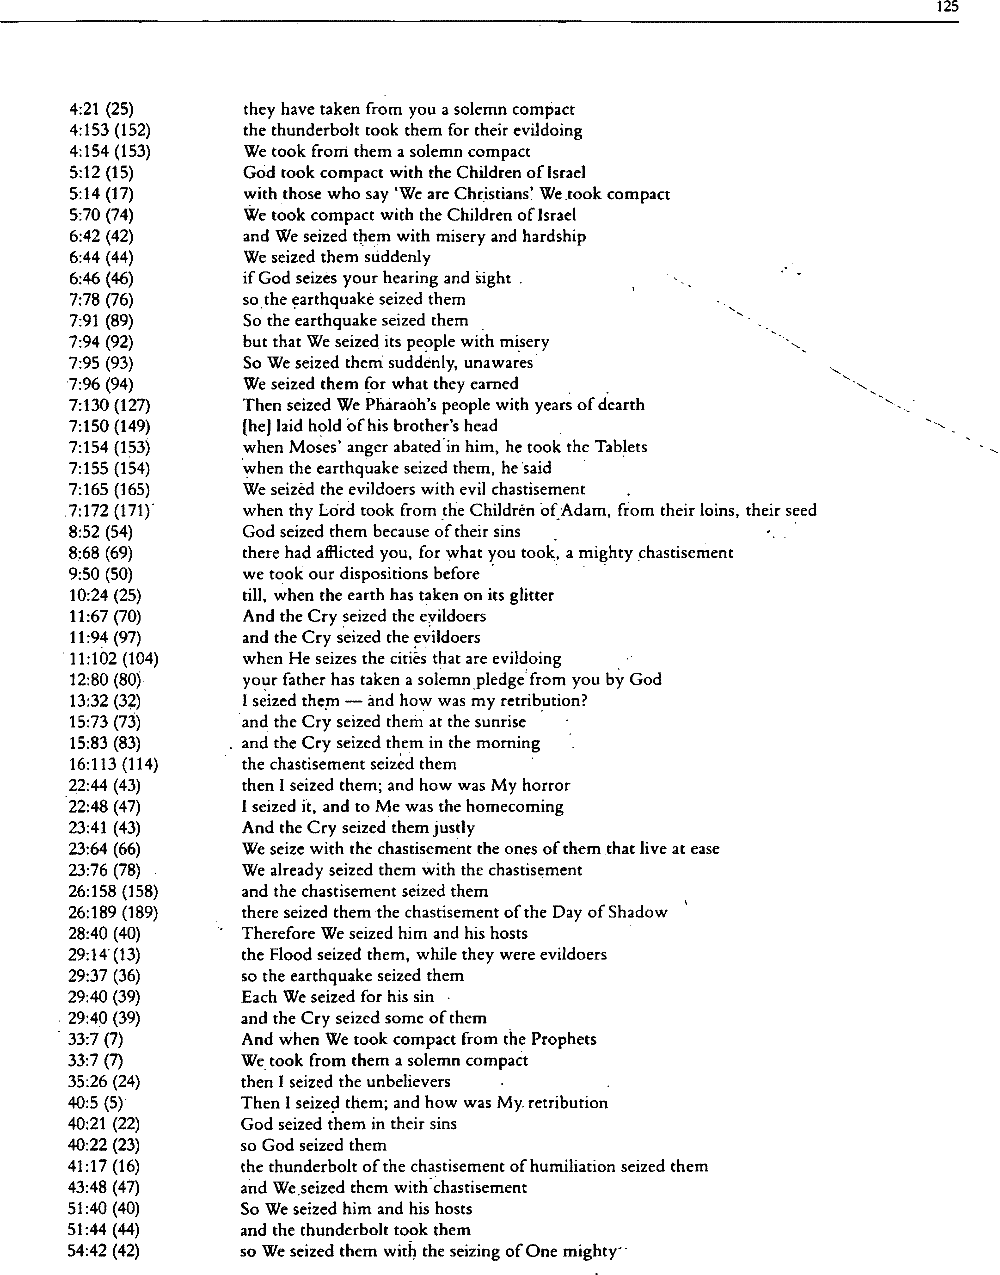 125
4:21 (25) they have taken from you a solemn compact
4:153 (152) the thunderbolt took them for their evildoing
4:154 (153) We took from them a solemn compact
5:12 (15) God took compact with the Children of Israel
5:14 (17) with those who say 'We are Christians' We took compact
5:70 (74) We took compact with the Children of Israel
6:42 (42) and We seized them with misery and hardship
6:44 (44) We seized them suddenly
6:46 (46) if God seizes your hearing and sight
7:78 (76) so the earthquake seized them
7:91 (89) So the earthquake seized them
7:94 (92) but that We seized its people with misery
7:95 (93) So We seized them suddenly, unawares
7:96 (94) We seized them for what they earned
7:130 (127) Then seized We Pharaoh's people with years of dearth
7:150 (149) [he] laid hold of his brother's head
7:154 (153) when Moses' anger abated in him, he took the Tablets
7:155 (154) when the earthquake seized them, he said
7:165 (165) We seized the evildoers with evil chastisement
7:172 (171) when thy Lord took from the Children of Adam, from their loins, their seed
8:52 (54) God seized them because of their sins
8:68 (69) there had afflicted you, for what you took, a mighty chastisement
9:50 (50) we took our dispositions before
10:24 (25) till, when the earth has taken on its glitter
11:67 (70) And the Cry seized the evildoers
11:94 (97) and the Cry seized the evildoers
11:102 (104) when He seizes the cities that are evildoing
12:80 (80) your father has taken a solemn pledge from you by God
13:32 (32) I seized them — and how was my retribution?
15:73 (73) and the Cry seized them at the sunrise
15:83 (83) and the Cry seized them in the morning
16:113 (114) the chastisement seized them
22:44 (43) then I seized them; and how was My horror
22:48 (47) I seized it, and to Me was the homecoming
23:41 (43) And the Cry seized them justly
23:64 (66) We seize with the chastisement the ones of them that live at ease
23:76 (78) We already seized them with the chastisement
26:158 (158) and the chastisement seized them
26:189 (189) there seized them the chastisement of the Day of Shadow
28:40 (40) Therefore We seized him and his hosts
29:14 (13) the Flood seized them, while they were evildoers
29:37 (36) so the earthquake seized them
29:40 (39) Each We seized for his sin
29:40 (39) and the Cry seized some of them
33:7 (7) And when We took compact from the Prophets
33:7 (7) We took from them a solemn compact
35:26 (24) then I seized the unbelievers
40:5 (5) Then I seized them; and how was My retribution
40:21 (22) God seized them in their sins
40:22 (23) so God seized them
41:17 (16) the thunderbolt of the chastisement of humiliation seized them
43:48 (47) and We seized them with chastisement
51:40 (40) So We seized him and his hosts
51:44 (44) and the thunderbolt took them
54:42 (42) so We seized them with the seizing of One mighty